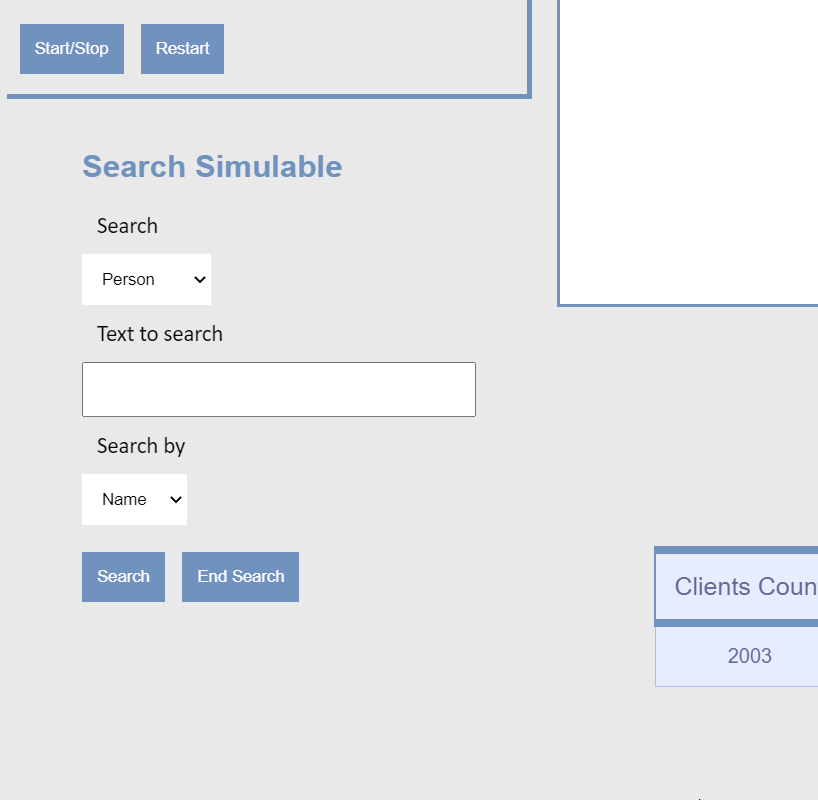 Start/Stop Restart
Search Simulable
Search
Person
Text to search
Search by
Name
Search End Search
Clients Coun
2003